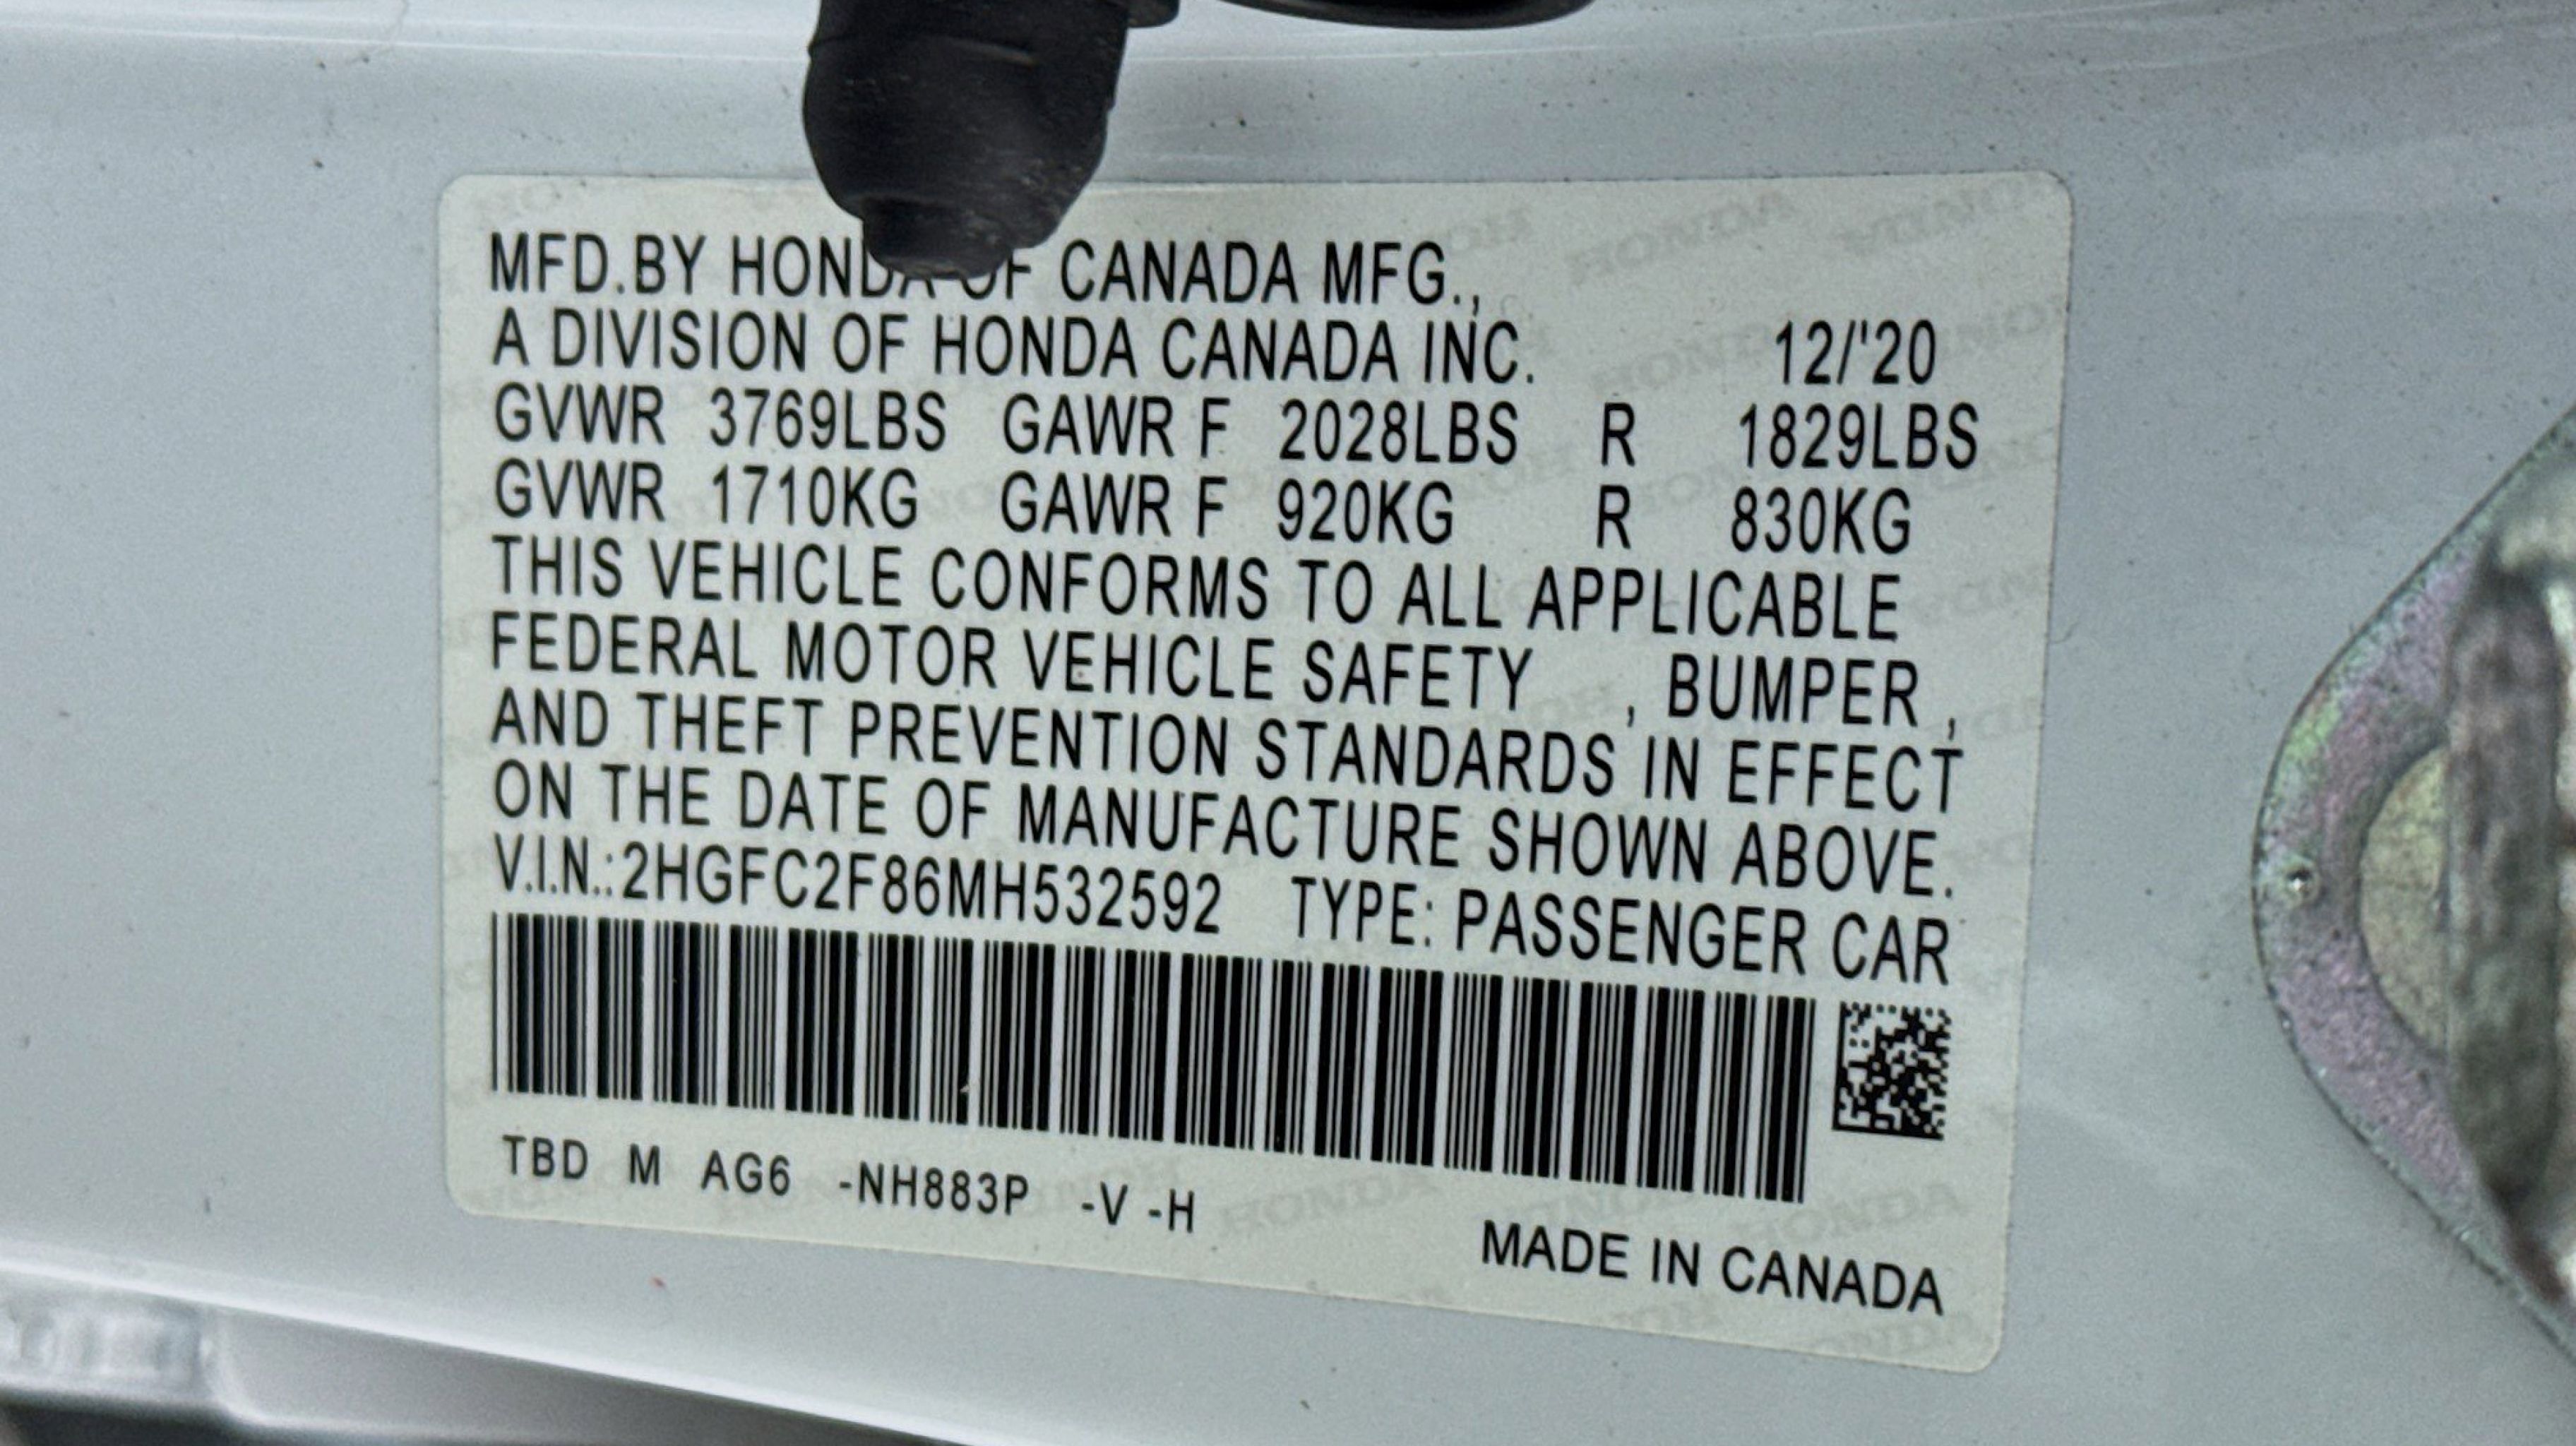 MFD.BY HONDA OF CANADA MFG.,
A DIVISION OF HONDA CANADA INC. 12/'20
GVWR 3769LBS GAWR F 2028LBS R 1829LBS
GVWR 1710KG GAWR F 920KG R 830KG
THIS VEHICLE CONFORMS TO ALL APPLICABLE
FEDERAL MOTOR VEHICLE SAFETY , BUMPER ,
AND THEFT PREVENTION STANDARDS IN EFFECT
ON THE DATE OF MANUFACTURE SHOWN ABOVE.
V.I.N.:2HGFC2F86MH532592 TYPE: PASSENGER CAR
TBD M AG6 -NH883P -V -H
MADE IN CANADA